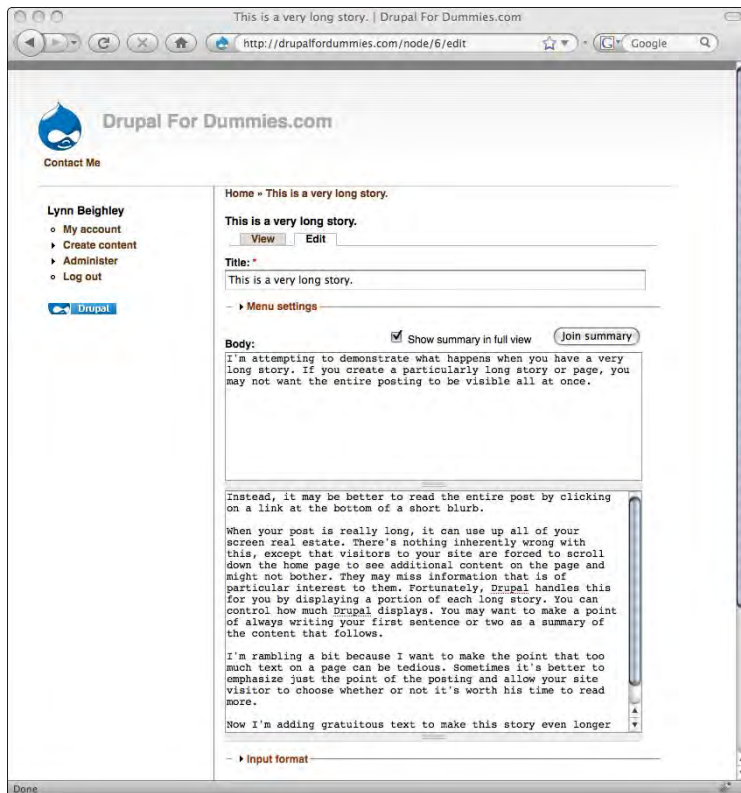 This is a very long story. | Drupal For Dummies.com
http://drupalfordummies.com/node/6/edit
Google
Drupal For Dummies.com
Contact Me
Lynn Beighley
My account
Create content
Administer
Log out
Drupal
Home » This is a very long story.
This is a very long story.
View Edit
Title: *
This is a very long story.
Menu settings
Body:
Show summary in full view
Join summary
I'm attempting to demonstrate what happens when you have a very
long story. If you create a particularly long story or page, you
may not want the entire posting to be visible all at once.
Instead, it may be better to read the entire post by clicking
on a link at the bottom of a short blurb.
When your post is really long, it can use up all of your
screen real estate. There's nothing inherently wrong with
this, except that visitors to your site are forced to scroll
down the home page to see additional content on the page and
might not bother. They may miss information that is of
particular interest to them. Fortunately, Drupal handles this
for you by displaying a portion of each long story. You can
control how much Drupal displays. You may want to make a point
of always writing your first sentence or two as a summary of
the content that follows.
I'm rambling a bit because I want to make the point that too
much text on a page can be tedious. Sometimes it's better to
emphasize just the point of the posting and allow your site
visitor to choose whether or not it's worth his time to read
more.
Now I'm adding gratuitous text to make this story even longer
Input format
Done